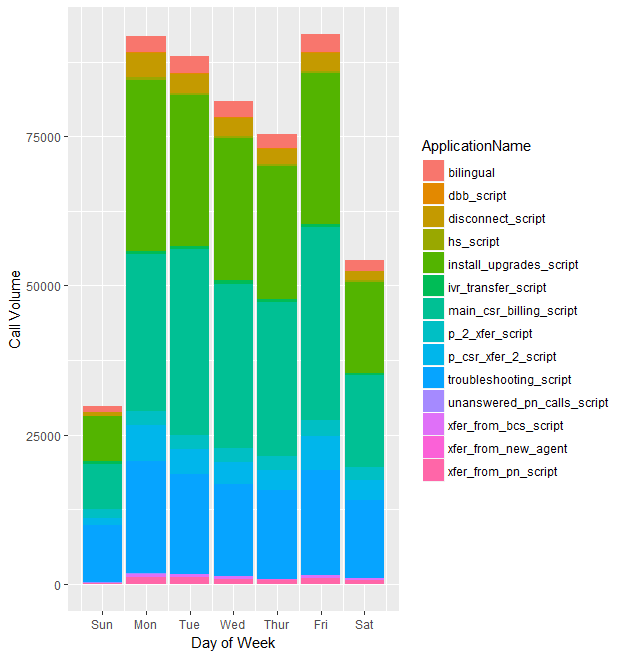 Call Volume
75000
50000
25000
0
Sun Mon Tue Wed Thur Fri Sat
Day of Week
ApplicationName
bilingual
dbb_script
disconnect_script
hs_script
install_upgrades_script
ivr_transfer_script
main_csr_billing_script
p_2_xfer_script
p_csr_xfer_2_script
troubleshooting_script
unanswered_pn_calls_script
xfer_from_bcs_script
xfer_from_new_agent
xfer_from_pn_script